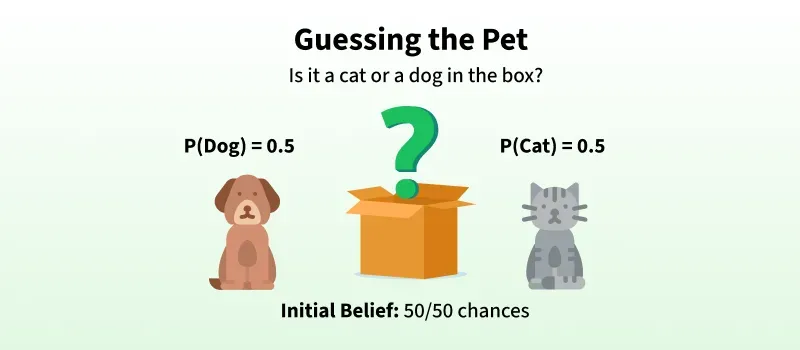 Guessing the Pet
Is it a cat or a dog in the box?
P(Dog) = 0.5
P(Cat) = 0.5
Initial Belief: 50/50 chances